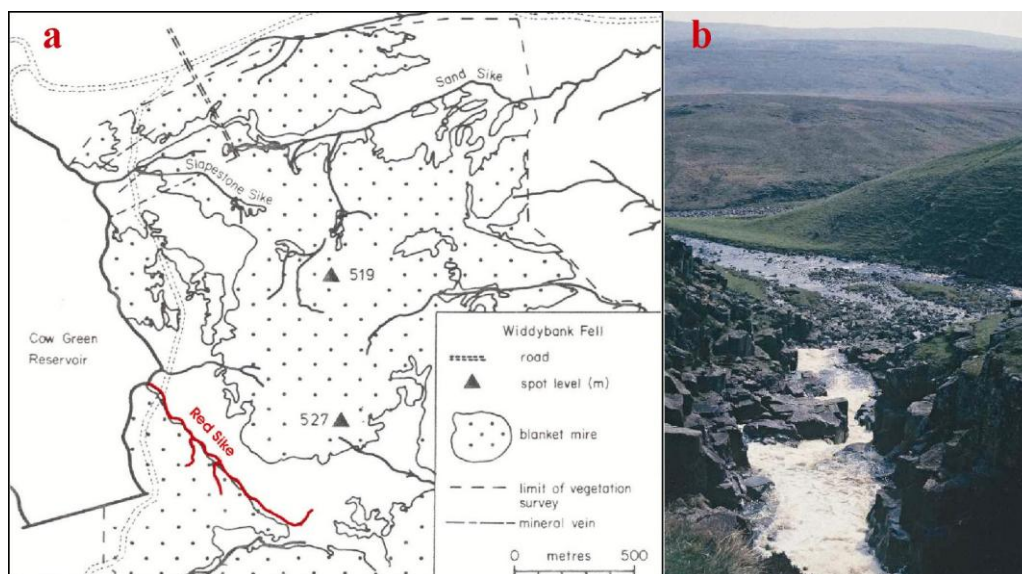 a
b
Sand Sike
Slapestone Sike
519
Cow Green
Reservoir
Red Sike
527
Widdybank Fell
road
spot level (m)
blanket mire
limit of vegetation
survey
mineral vein
0 metres 500